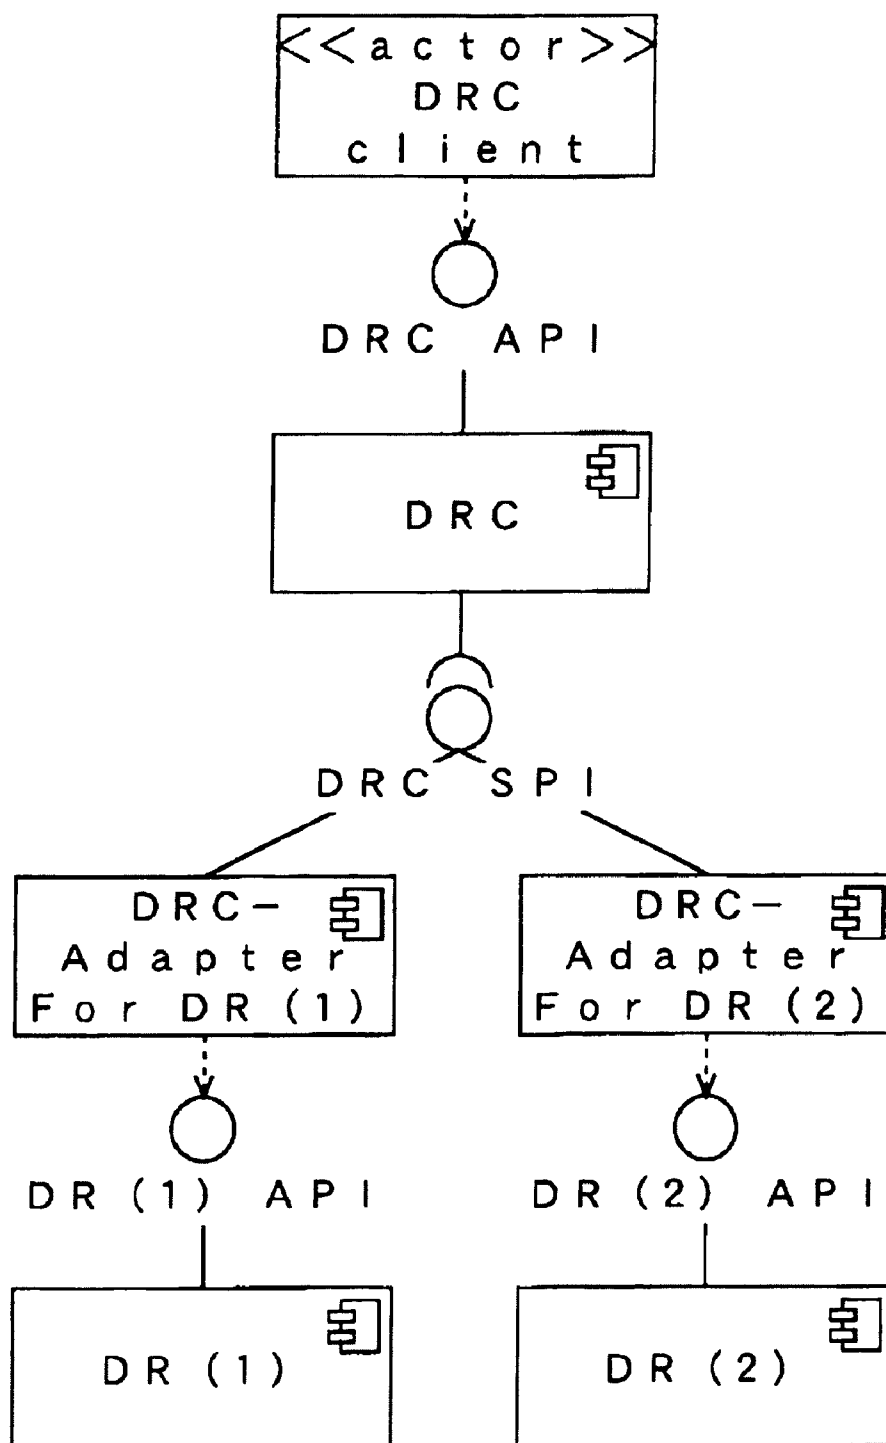 <<actor>>
DRC
client
DRC API
DRC
DRC SPI
DRC-
Adapter
For DR(1)
DRC-
Adapter
For DR(2)
DR(1) API
DR(2) API
DR(1)
DR(2)